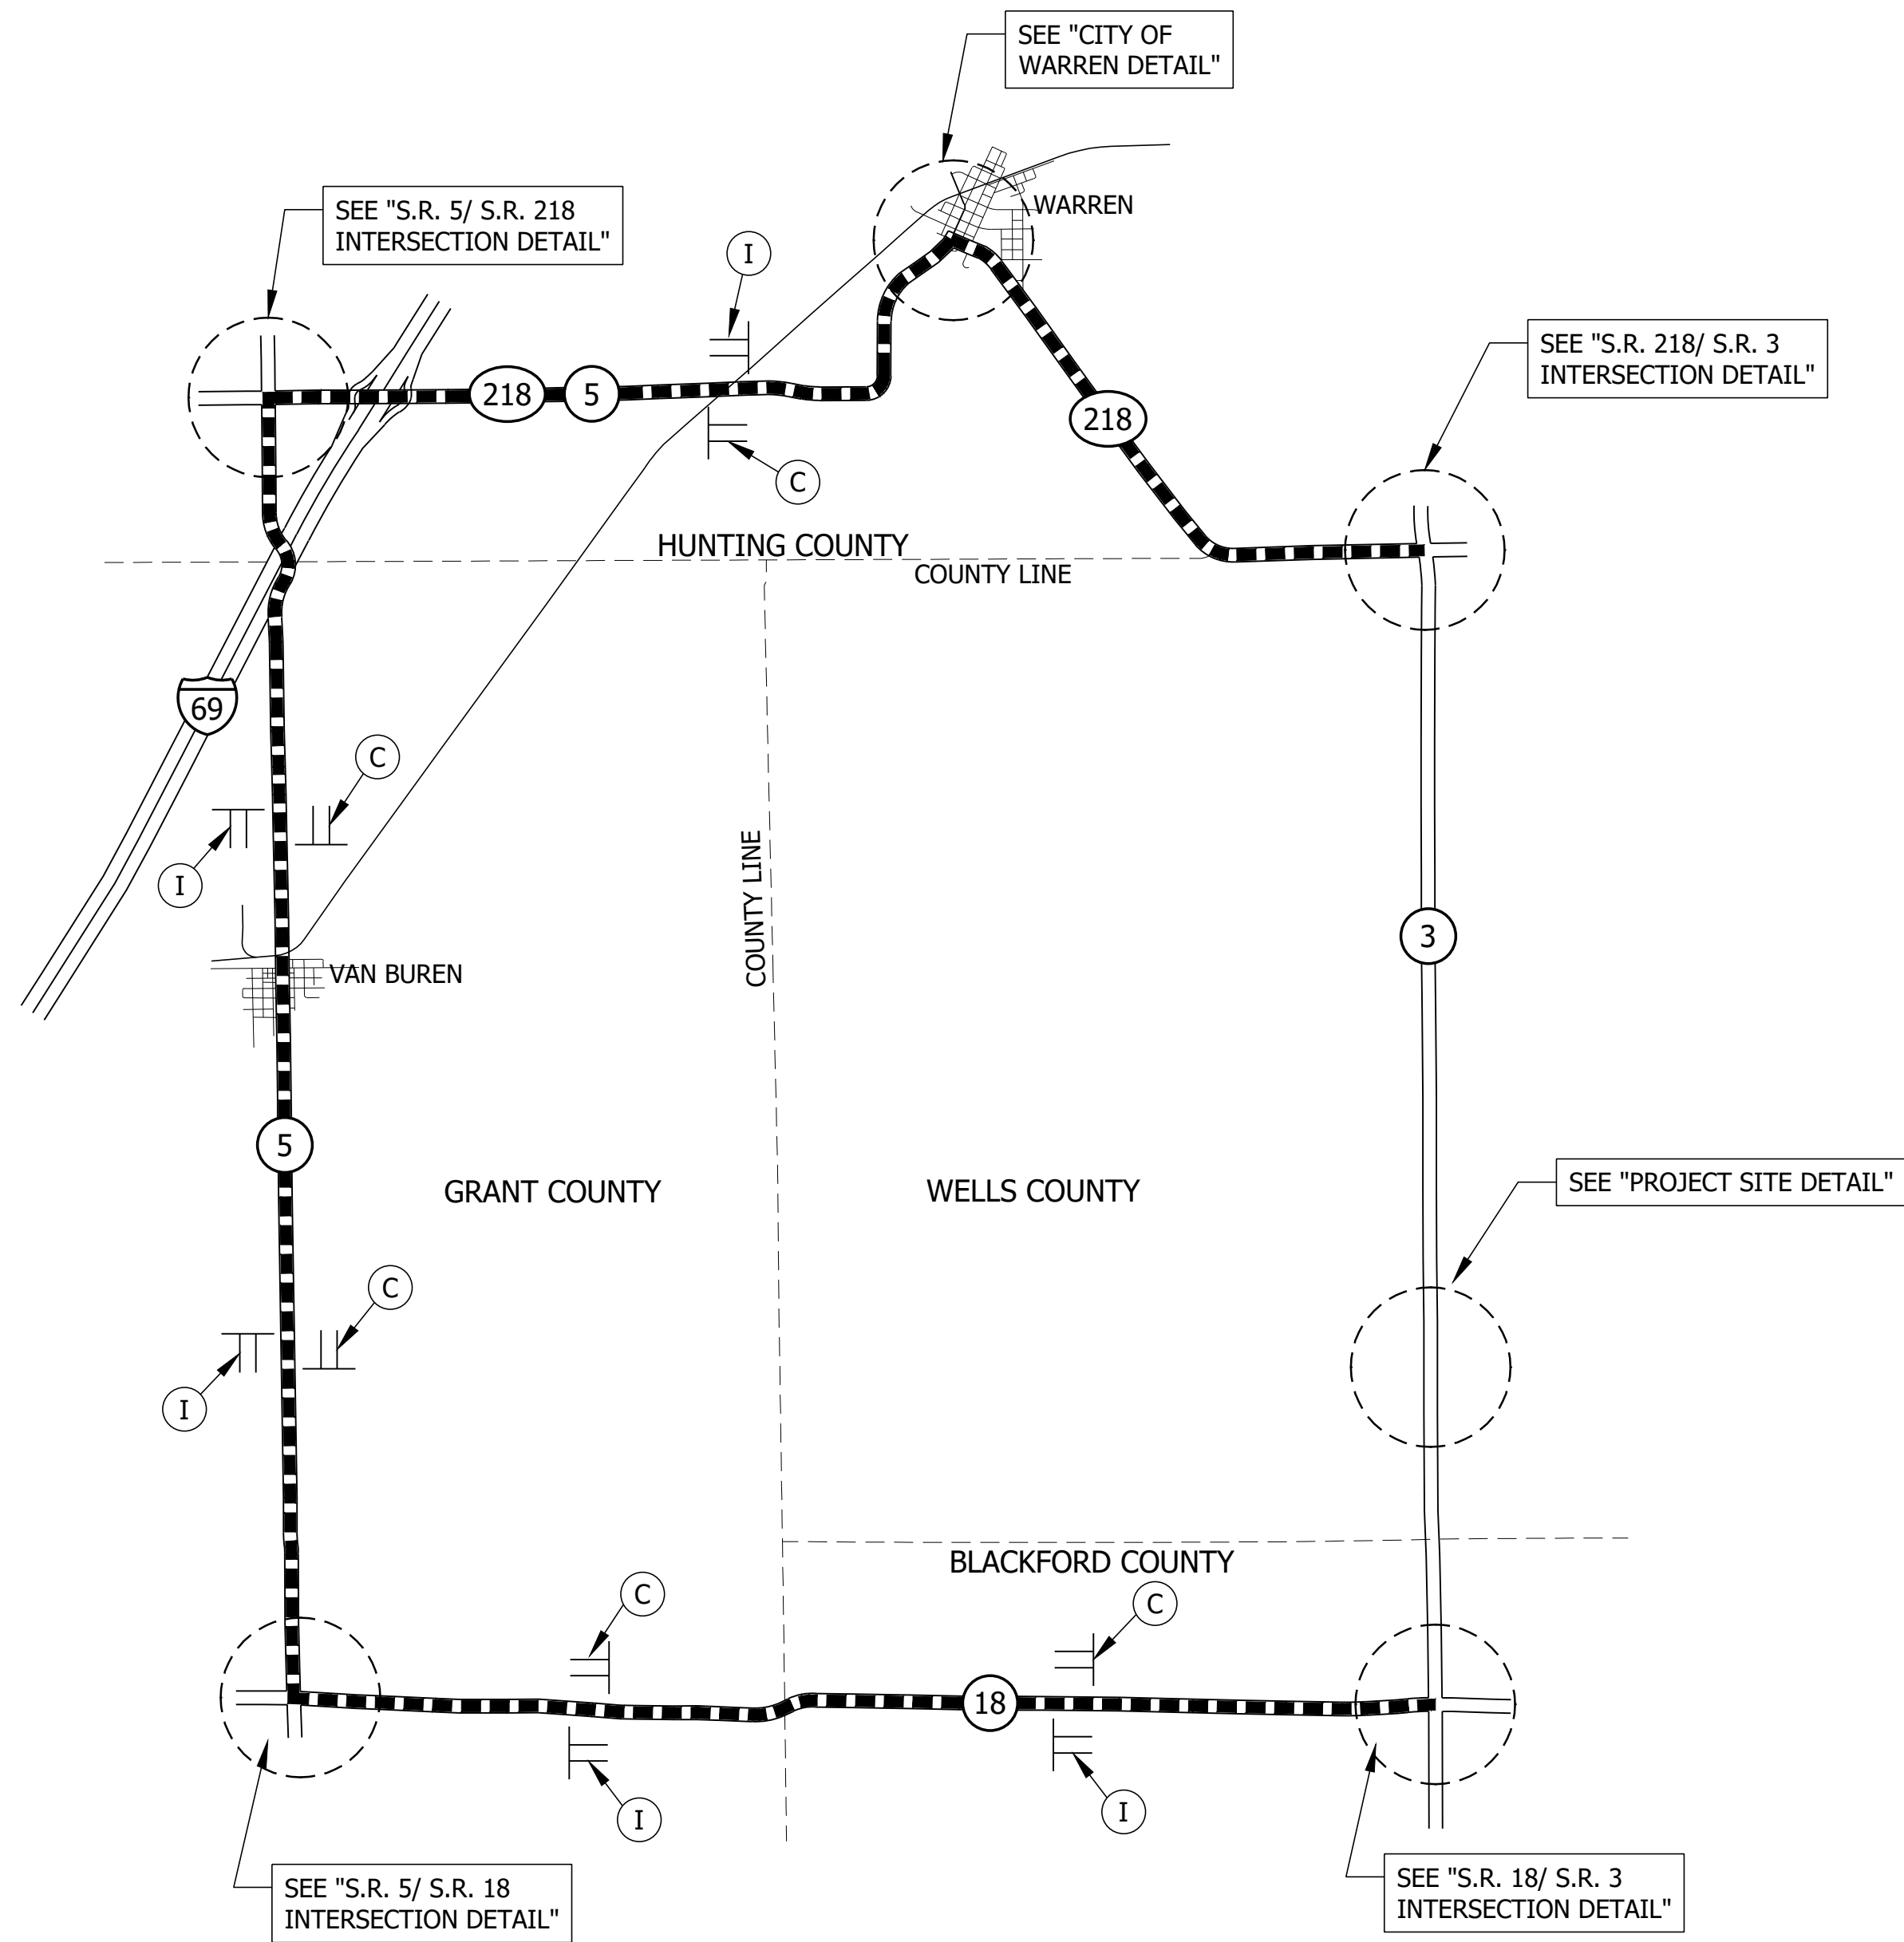 SEE "CITY OF
WARREN DETAIL"
WARREN
SEE "S.R. 5/ S.R. 218
INTERSECTION DETAIL"
I
SEE "S.R. 218/ S.R. 3
INTERSECTION DETAIL"
218
5
218
C
HUNTING COUNTY
COUNTY LINE
69
C
I
COUNTY LINE
3
VAN BUREN
5
GRANT COUNTY
WELLS COUNTY
SEE "PROJECT SITE DETAIL"
C
I
BLACKFORD COUNTY
C
C
18
I
I
SEE "S.R. 5/ S.R. 18
INTERSECTION DETAIL"
SEE "S.R. 18/ S.R. 3
INTERSECTION DETAIL"